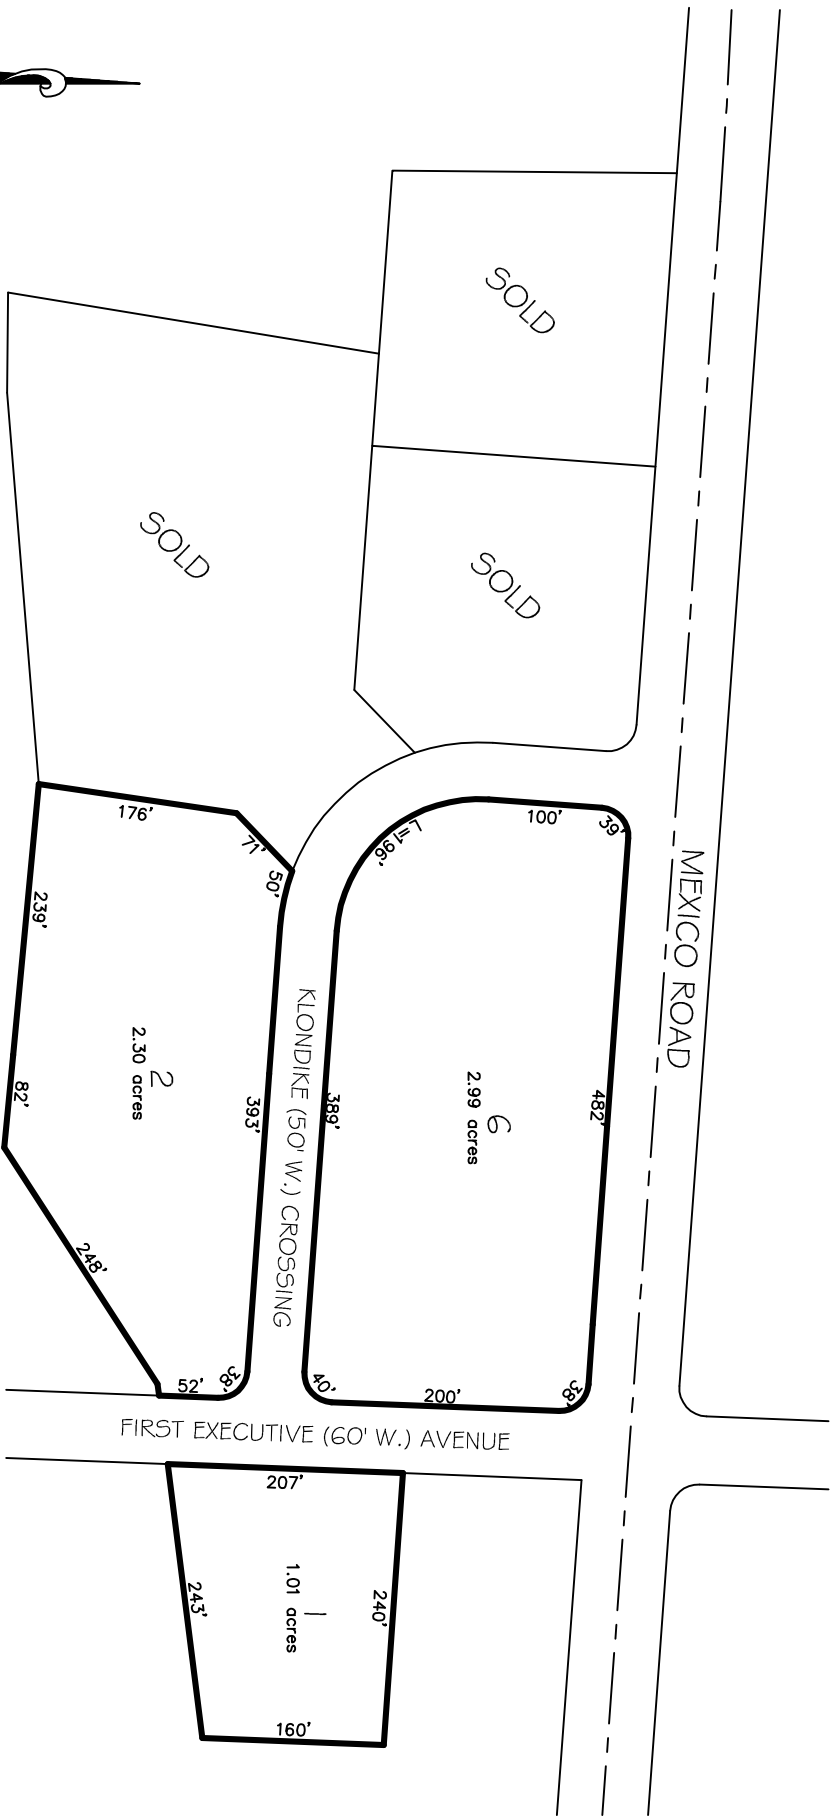 SOLD
SOLD
SOLD
MEXICO ROAD
39'
100'
L=196'
482'
6
2.99 acres
389'
38'
200'
40'
KLONDIKE (50' W.) CROSSING
176'
71'
50'
239'
2
2.30 acres
393'
82'
248'
52'
38'
FIRST EXECUTIVE (60' W.) AVENUE
207'
1
1.01 acres
240'
243'
160'